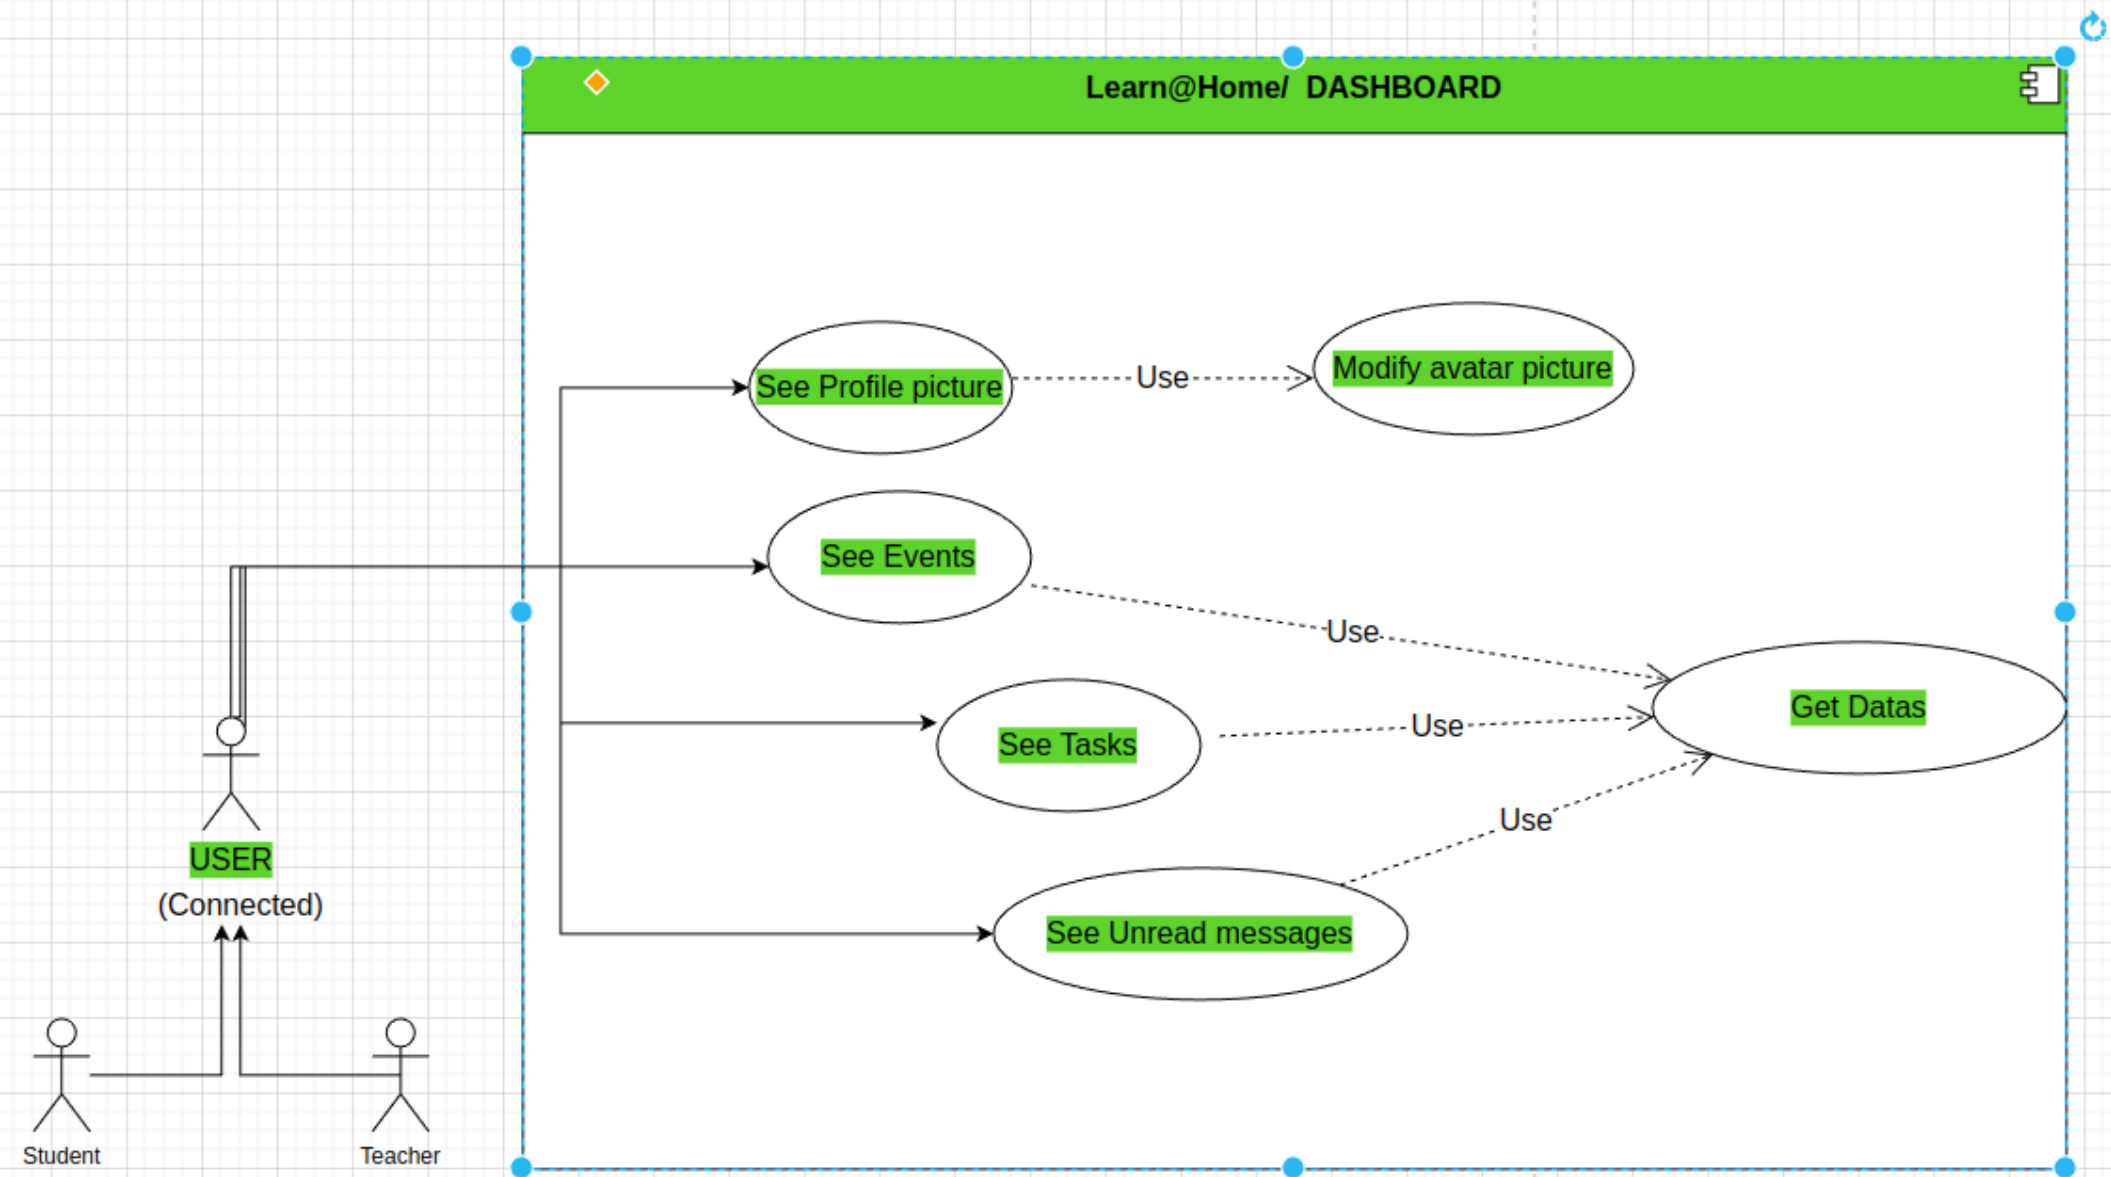 Learn@Home/  DASHBOARD
See Profile picture
Use
Modify avatar picture
See Events
Use
Get Datas
See Tasks
Use
Use
See Unread messages
USER
(Connected)
Student
Teacher